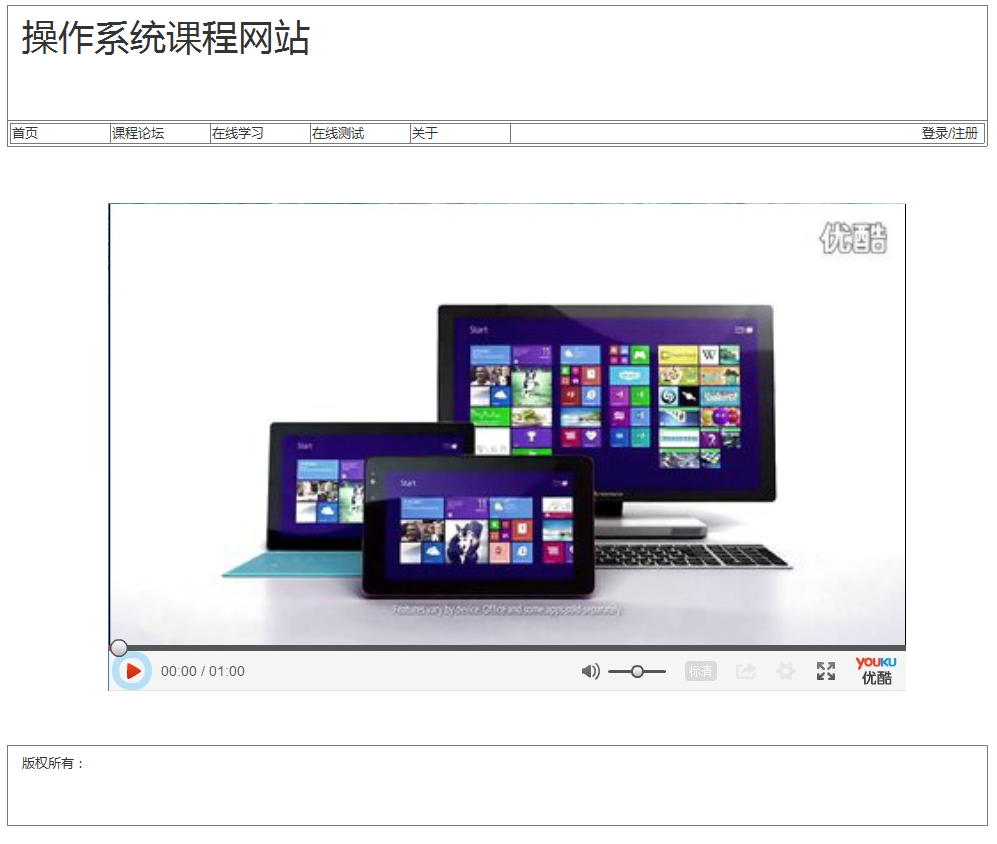 操作系统课程网站
首页 课程论坛 在线学习 在线测试 关于 登录/注册
优酷
Start
Start
Start
Features vary by device. Office and some apps sold separately.
00:00 / 01:00 标清 YOUKU
优酷
版权所有：